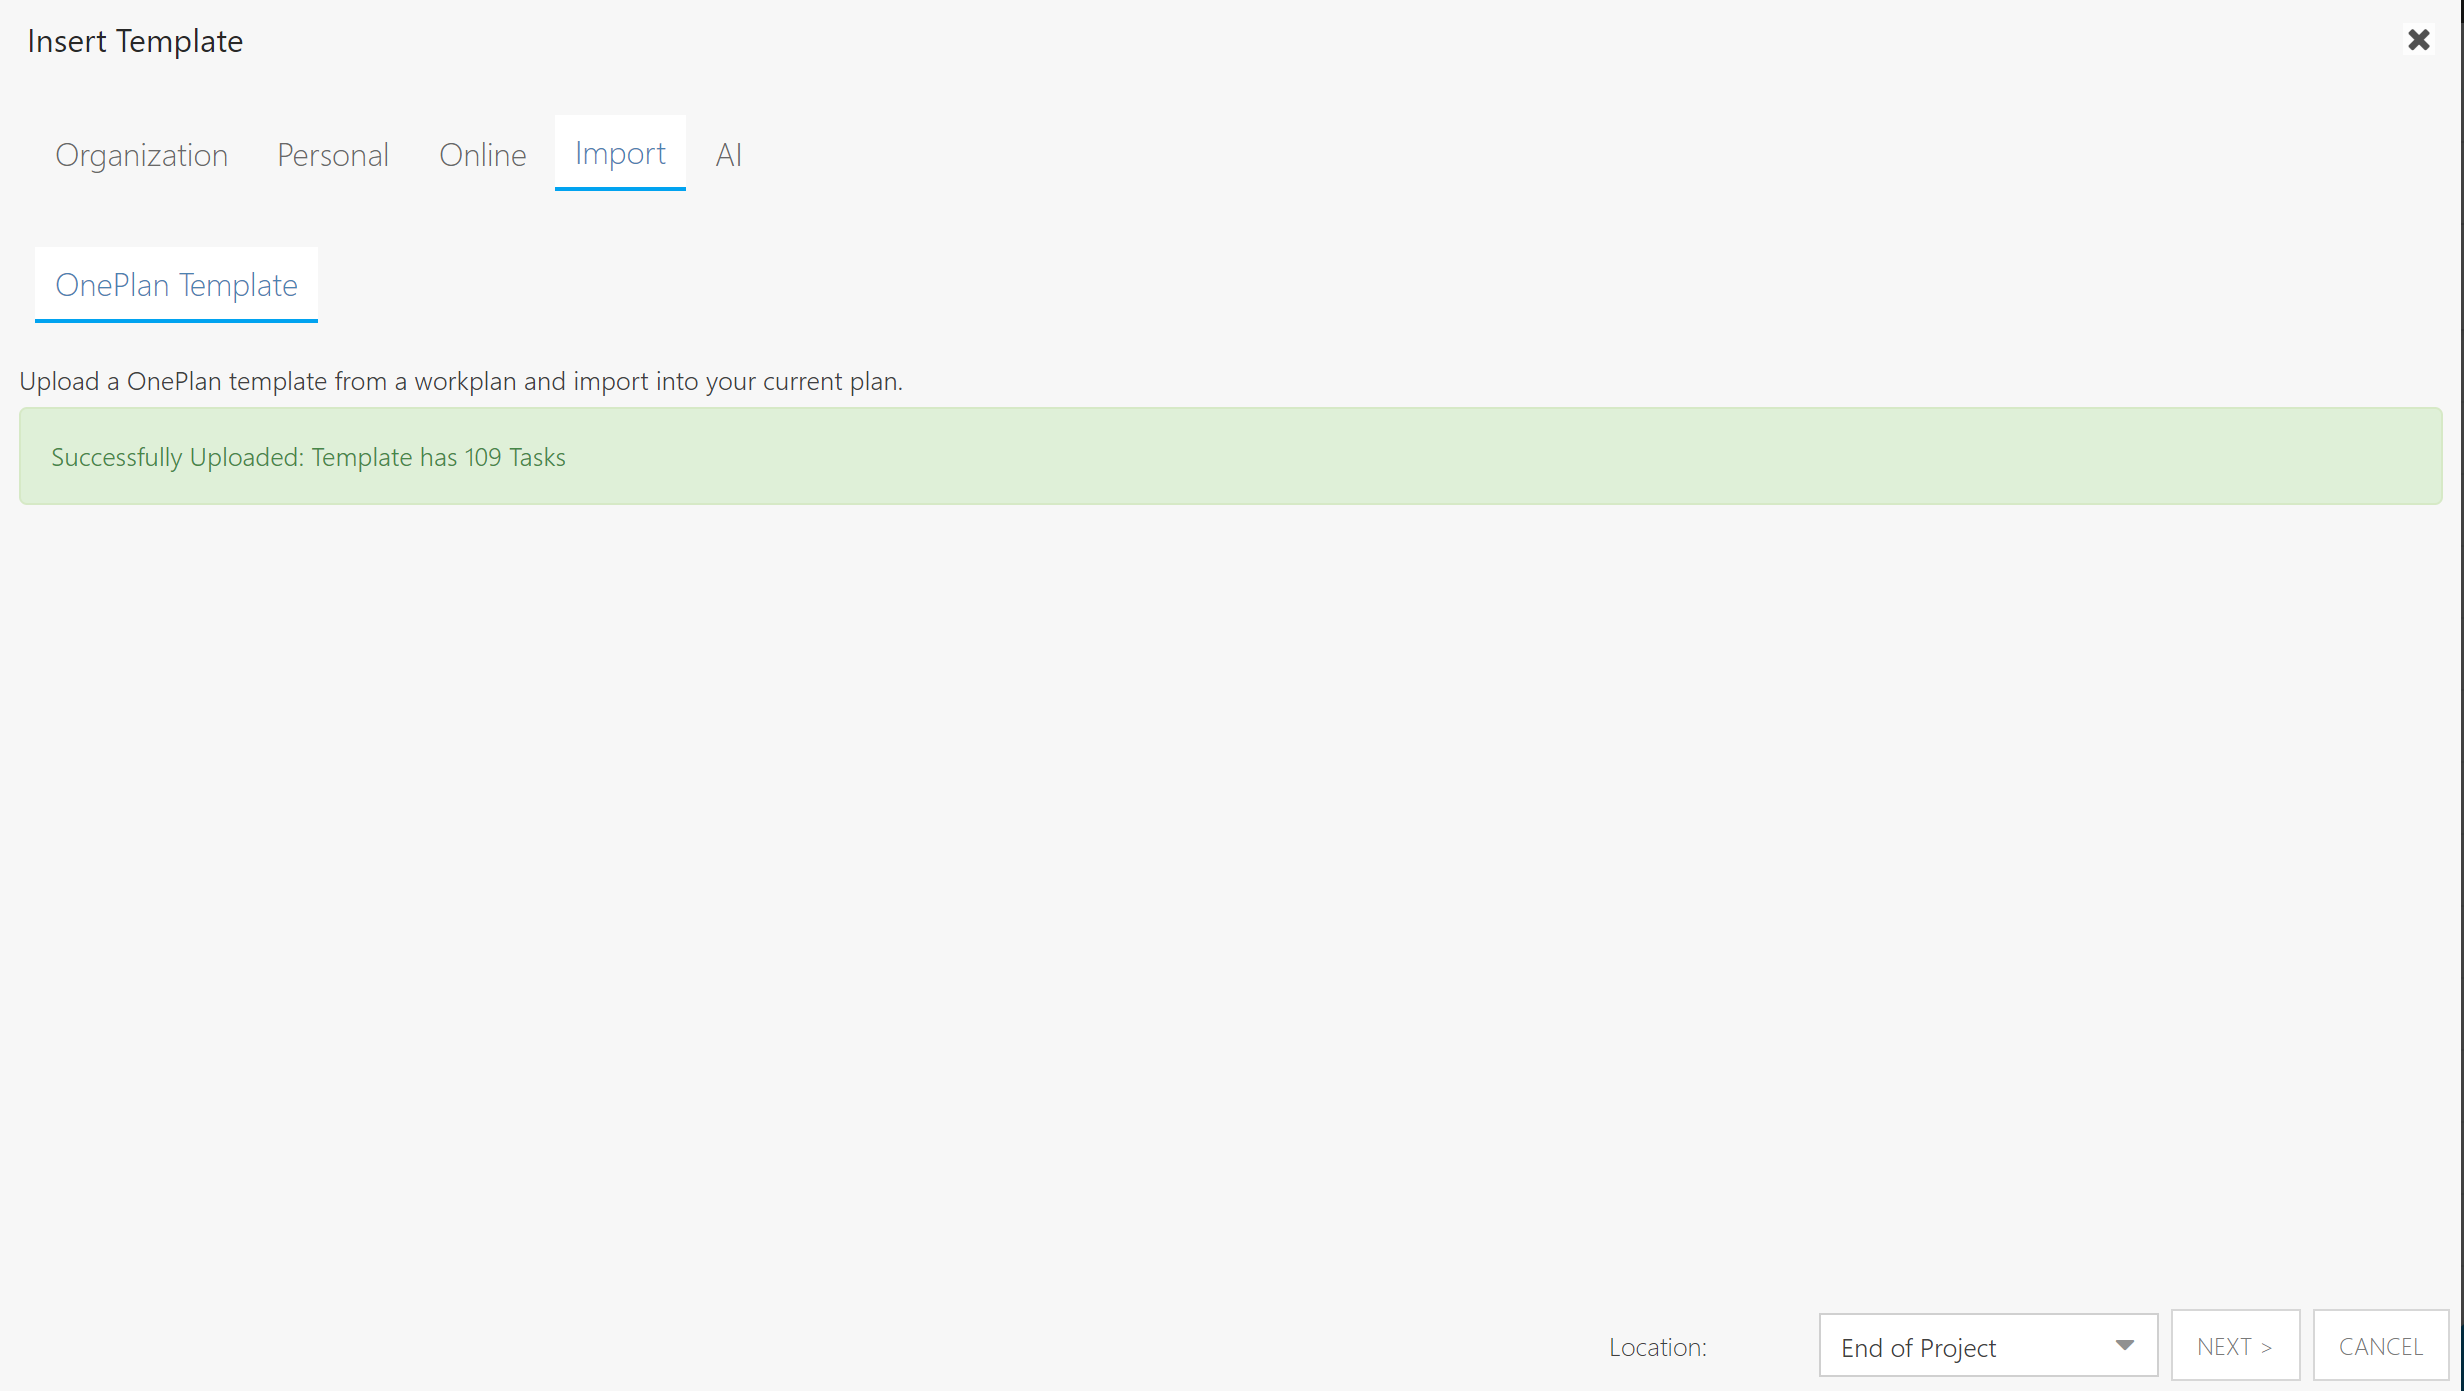 Insert Template
Organization Personal Online Import AI
OnePlan Template
Upload a OnePlan template from a workplan and import into your current plan.
Successfully Uploaded: Template has 109 Tasks
Location: End of Project NEXT > CANCEL